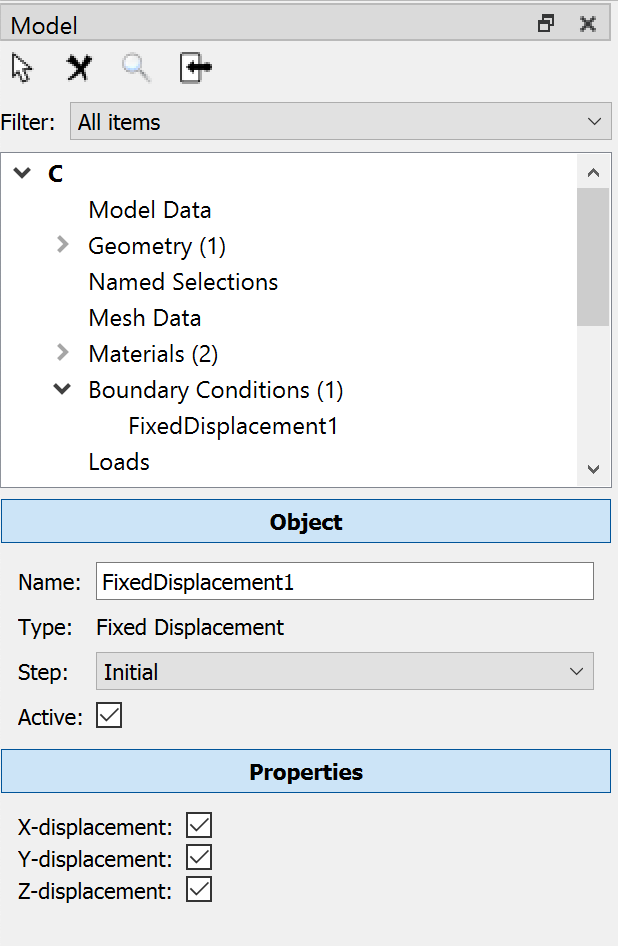 Model
Filter: All items
C
Model Data
Geometry (1)
Named Selections
Mesh Data
Materials (2)
Boundary Conditions (1)
FixedDisplacement1
Loads
Object
Name: FixedDisplacement1
Type: Fixed Displacement
Step: Initial
Active:
Properties
X-displacement:
Y-displacement:
Z-displacement: